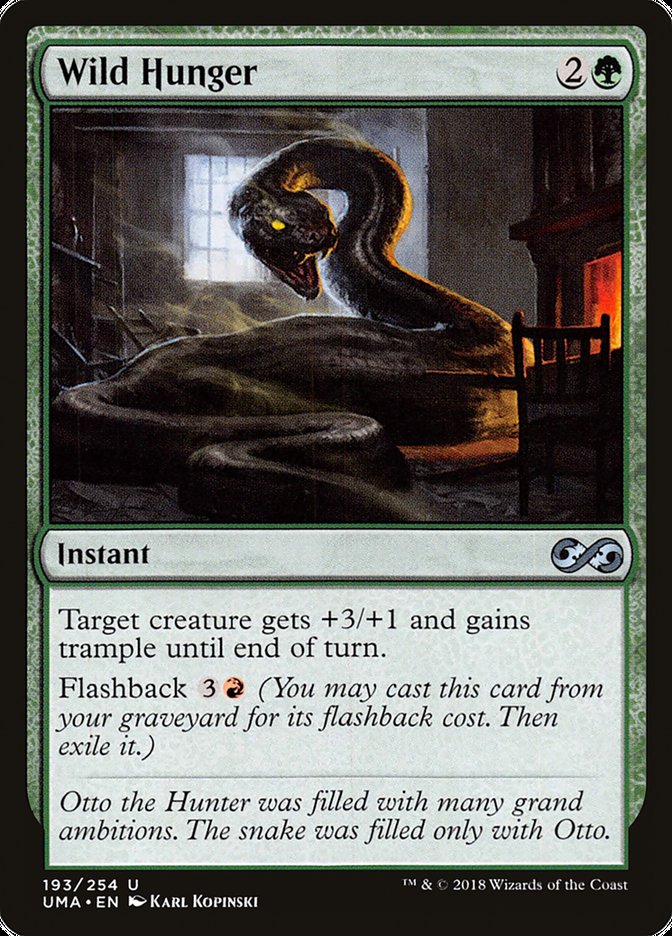 Wild Hunger 2
Instant
Target creature gets +3/+1 and gains
trample until end of turn.
Flashback 3 (You may cast this card from
your graveyard for its flashback cost. Then
exile it.)
Otto the Hunter was filled with many grand
ambitions. The snake was filled only with Otto.
193/254 U
™ & © 2018 Wizards of the Coast
UMA • EN Karl Kopinski